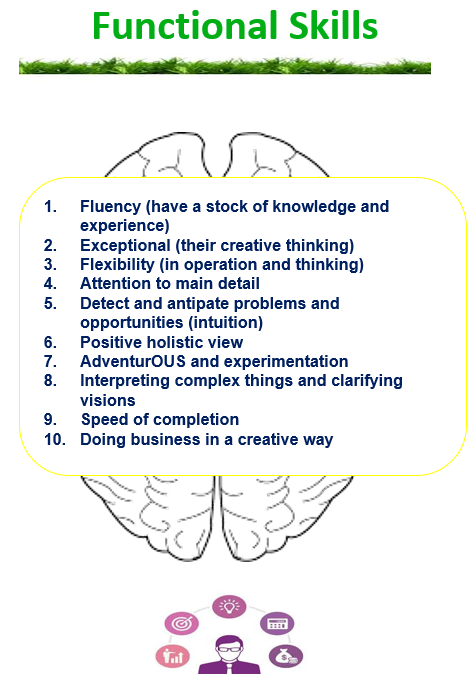 Functional Skills
1. Fluency (have a stock of knowledge and
experience)
2. Exceptional (their creative thinking)
3. Flexibility (in operation and thinking)
4. Attention to main detail
5. Detect and antipate problems and
opportunities (intuition)
6. Positive holistic view
7. AdventurOUS and experimentation
8. Interpreting complex things and clarifying
visions
9. Speed of completion
10. Doing business in a creative way
$